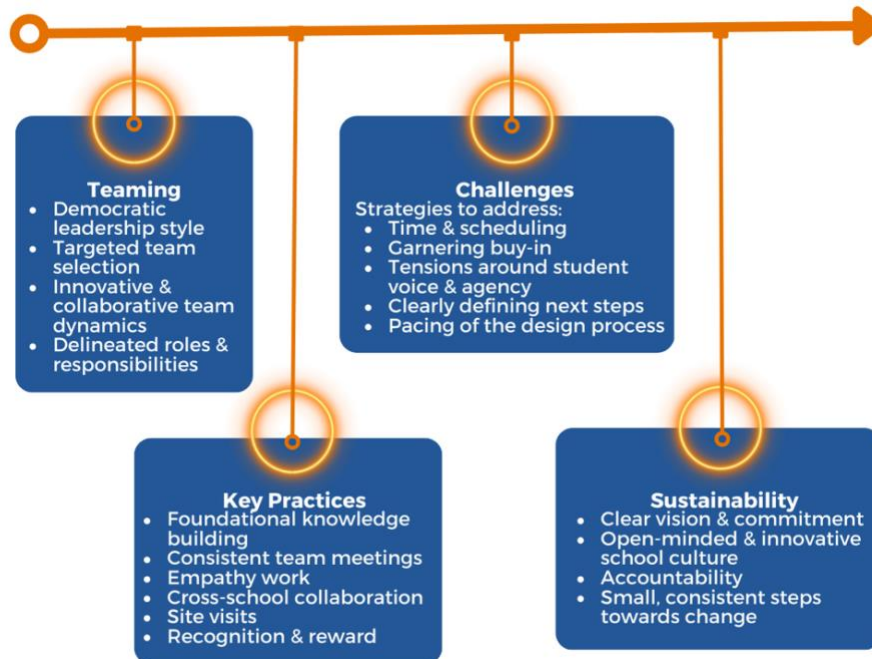 Teaming
• Democratic
leadership style
• Targeted team
selection
• Innovative &
collaborative team
dynamics
• Delineated roles &
responsibilities
Key Practices
• Foundational knowledge
building
• Consistent team meetings
• Empathy work
• Cross-school collaboration
• Site visits
• Recognition & reward
Challenges
Strategies to address:
• Time & scheduling
• Garnering buy-in
• Tensions around student
voice & agency
• Clearly defining next steps
• Pacing of the design process
Sustainability
• Clear vision & commitment
• Open-minded & innovative
school culture
• Accountability
• Small, consistent steps
towards change